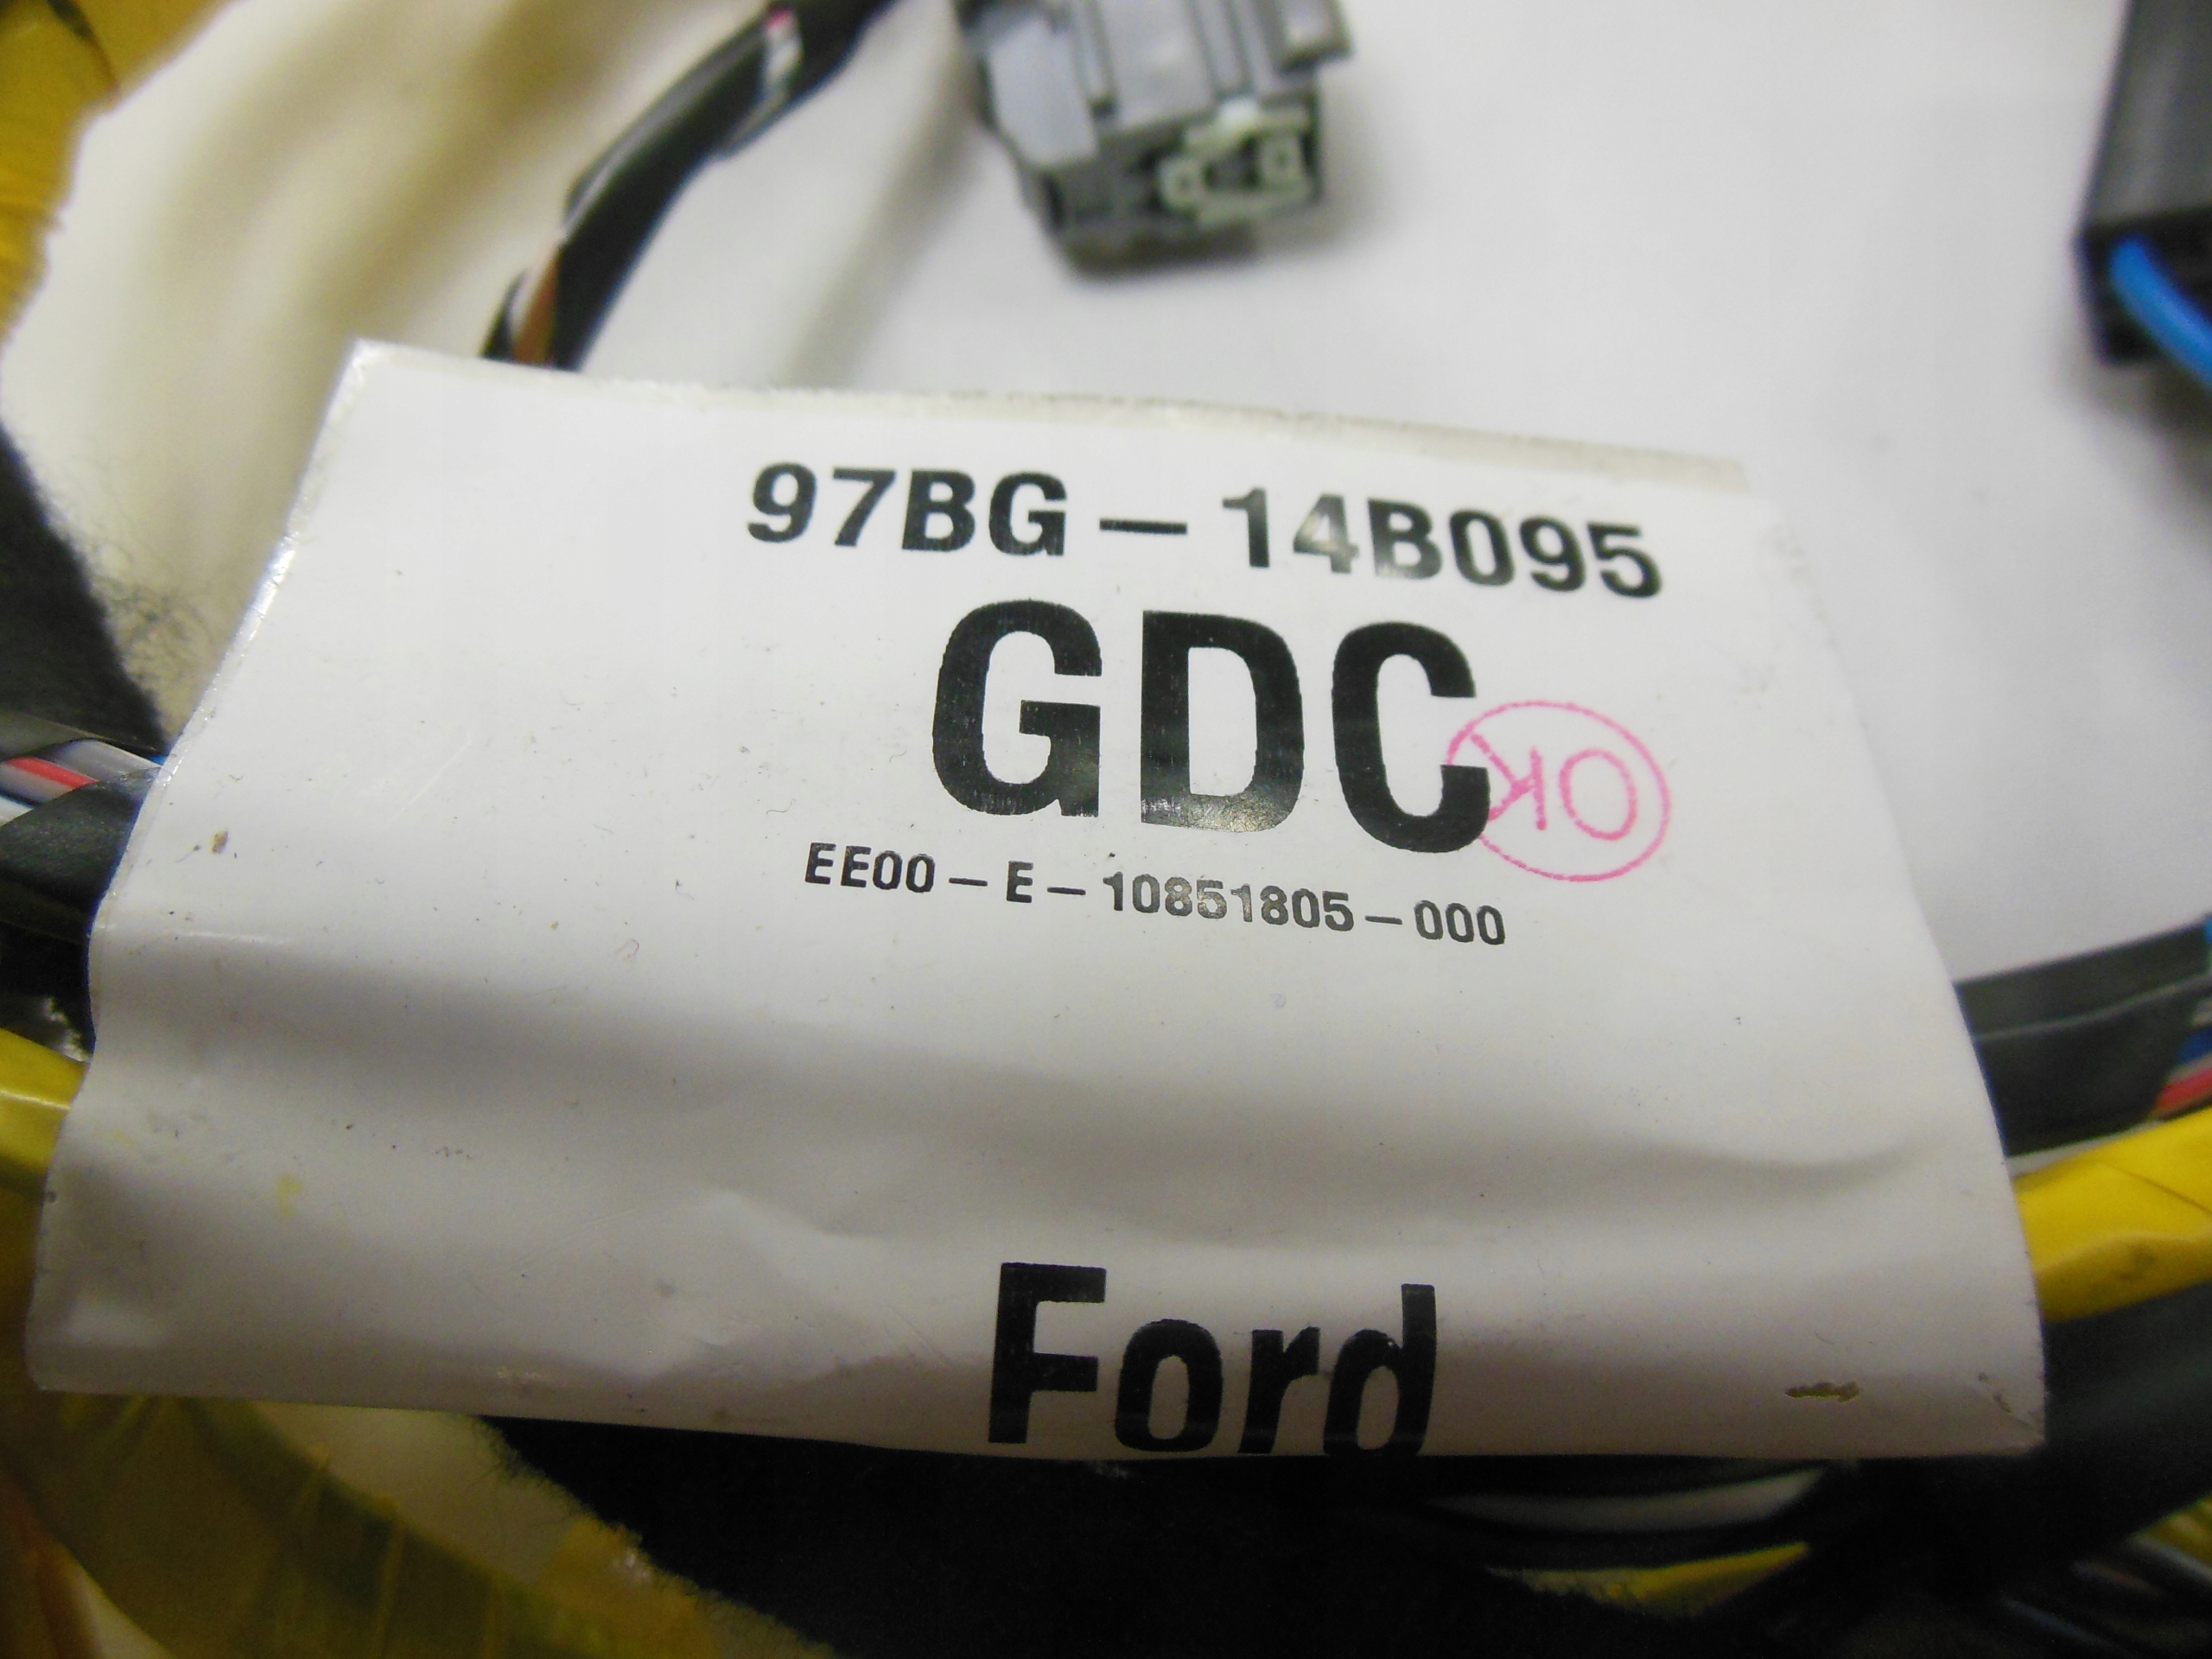 97BG – 14B095
GDC
OK
EE00 – E – 10851805 – 000
Ford